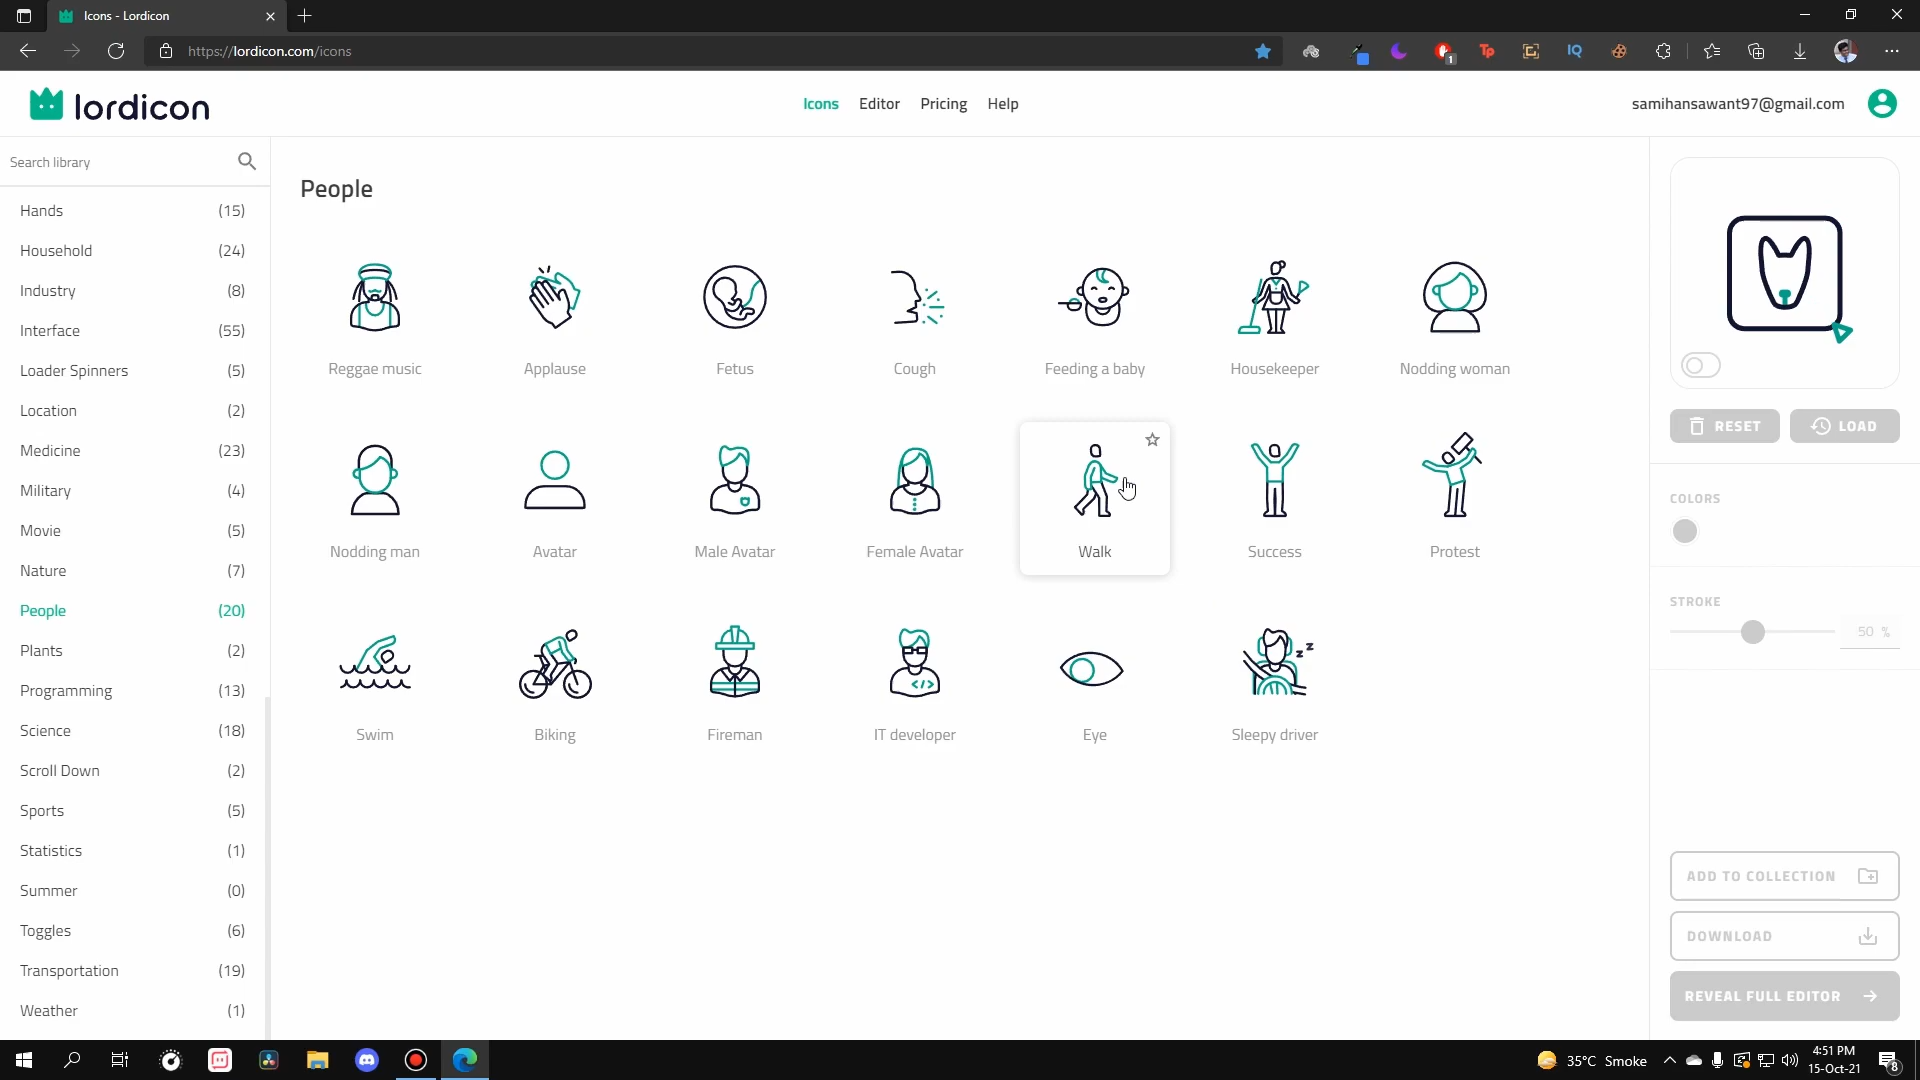 Icons - Lordicon
https://lordicon.com/icons
1
Tp
IQ
lordicon
Icons
Editor
Pricing
Help
samihansawant97@gmail.com
Search library
Hands (15)
Household (24)
Industry (8)
Interface (55)
Loader Spinners (5)
Location (2)
Medicine (23)
Military (4)
Movie (5)
Nature (7)
People (20)
Plants (2)
Programming (13)
Science (18)
Scroll Down (2)
Sports (5)
Statistics (1)
Summer (0)
Toggles (6)
Transportation (19)
Weather (1)
People
Reggae music
Applause
Fetus
Cough
Feeding a baby
Housekeeper
Nodding woman
Nodding man
Avatar
Male Avatar
Female Avatar
Walk
Success
Protest
z z
Swim
Biking
Fireman
IT developer
Eye
Sleepy driver
RESET
LOAD
COLORS
STROKE
50 %
ADD TO COLLECTION
DOWNLOAD
REVEAL FULL EDITOR
35°C Smoke
4:51 PM
15-Oct-21
8